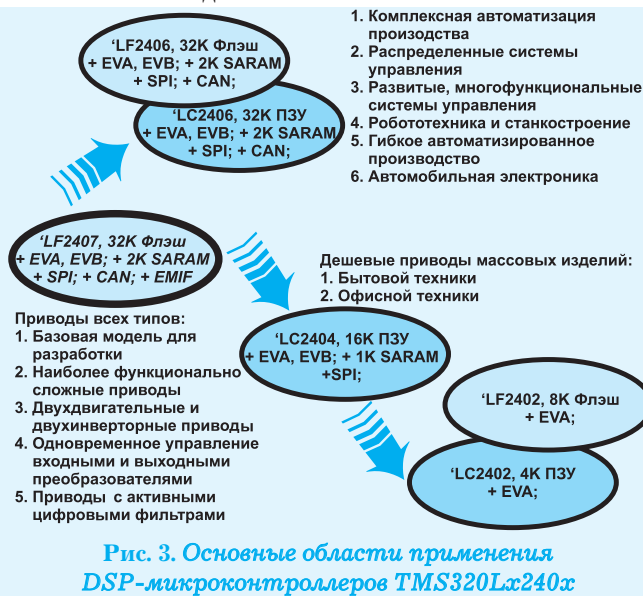 'LF2406, 32K Флэш
+ EVA, EVB; + 2K SARAM
+ SPI; + CAN;
'LC2406, 32K ПЗУ
+ EVA, EVB; + 2K SARAM
+ SPI; + CAN;
1. Комплексная автоматизация
произодства
2. Распределенные системы
управления
3. Развитые, многофункциональные
системы управления
4. Робототехника и станкостроение
5. Гибкое автоматизированное
производство
6. Автомобильная электроника
'LF2407, 32K Флэш
+ EVA, EVB; + 2K SARAM
+ SPI; + CAN; + EMIF
Приводы всех типов:
1. Базовая модель для
разработки
2. Наиболее функционально
сложные приводы
3. Двухдвигательные и
двухинверторные приводы
4. Одновременное управление
входными и выходными
преобразователями
5. Приводы с активными
цифровыми фильтрами
Дешевые приводы массовых изделий:
1. Бытовой техники
2. Офисной техники
'LC2404, 16K ПЗУ
+ EVA, EVB; + 1K SARAM
+SPI;
'LF2402, 8K Флэш
+ EVA;
'LC2402, 4K ПЗУ
+ EVA;
Рис. 3. Основные области применения
DSP-микроконтроллеров TMS320Lx240x